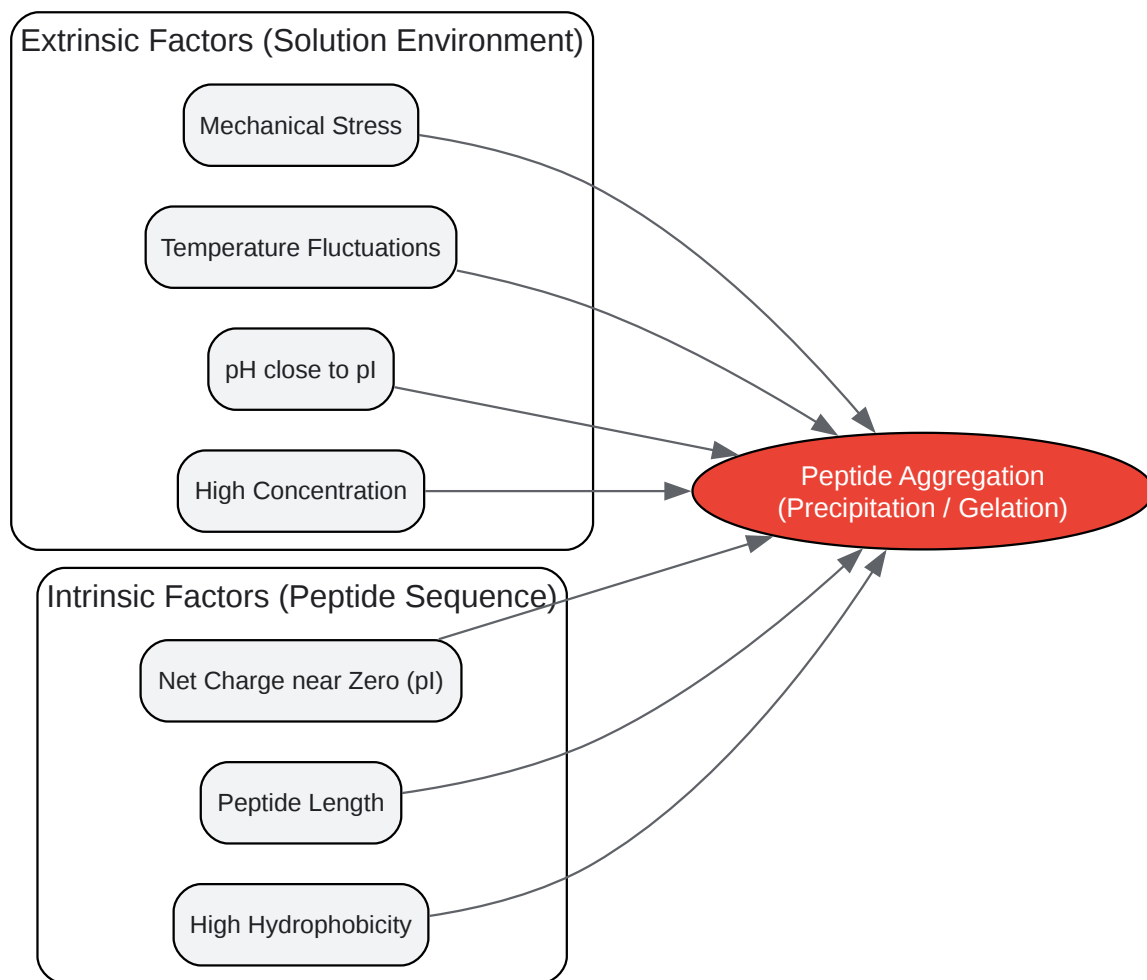 Extrinsic Factors (Solution Environment)
Mechanical Stress
Temperature Fluctuations
pH close to pI
High Concentration
Peptide Aggregation
(Precipitation / Gelation)
Intrinsic Factors (Peptide Sequence)
Net Charge near Zero (pI)
Peptide Length
High Hydrophobicity